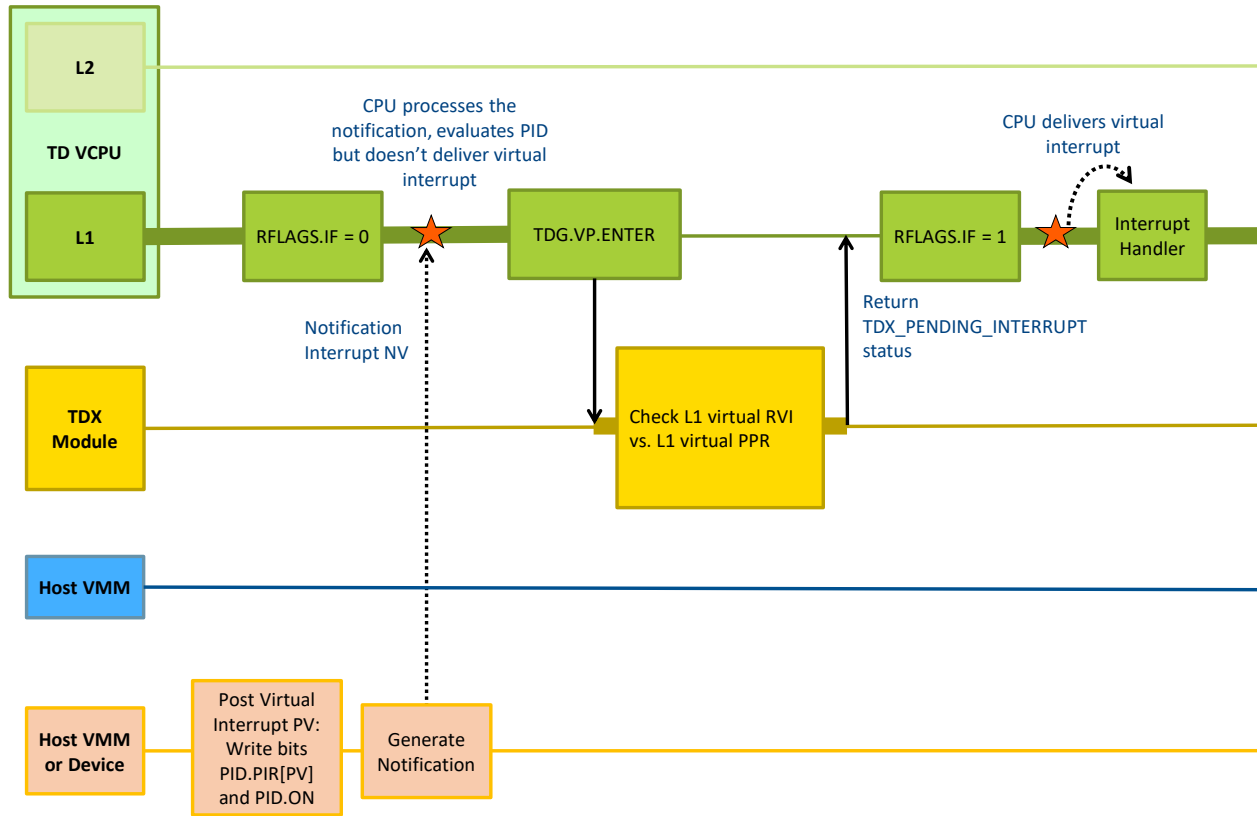 L2
TD VCPU
L1
CPU processes the
notification, evaluates PID
but doesn't deliver virtual
interrupt
CPU delivers virtual
interrupt
RFLAGS.IF = 0
TDG.VP.ENTER
RFLAGS.IF = 1
Interrupt
Handler
Notification
Interrupt NV
Return
TDX_PENDING_INTERRUPT
status
TDX
Module
Check L1 virtual RVI
vs. L1 virtual PPR
Host VMM
Host VMM
or Device
Post Virtual
Interrupt PV:
Write bits
PID.PIR[PV]
and PID.ON
Generate
Notification